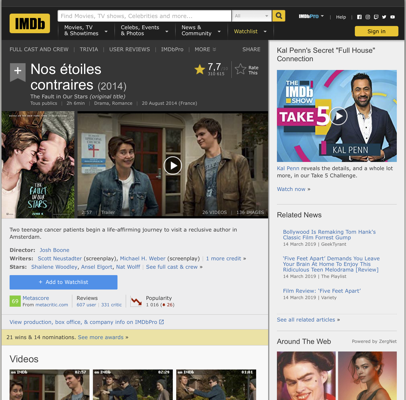 IMDb
Find Movies, TV shows, Celebrities and more...
All
IMDbPro
Help
Movies, TV
& Showtimes
Celebs, Events
& Photos
News &
Community
Watchlist
Sign in
FULL CAST AND CREW | TRIVIA | USER REVIEWS | IMDbPro | MORE
SHARE
+
Nos étoiles
contraires (2014)
The Fault in Our Stars (original title)
Tous publics | 2h 6min | Drama, Romance | 20 August 2014 (France)
7,7
Rate
This
THE FAULT
IN OUR
STARS
2:57 | Trailer
26 VIDEOS | 136 IMAGES
Two teenage cancer patients begin a life-affirming journey to visit a reclusive author in
Amsterdam.
Director: Josh Boone
Writers: Scott Neustadter (screenplay), Michael H. Weber (screenplay) | 1 more credit »
Stars: Shailene Woodley, Ansel Elgort, Nat Wolff | See full cast & crew »
+ Add to Watchlist
69
Metascore
From metacritic.com
Reviews
607 user | 331 critic
Popularity
1 016 (26)
View production, box office, & company info on IMDbPro
21 wins & 14 nominations. See more awards »
Videos
Kal Penn's Secret "Full House"
Connection
THE IMDb SHOW
TAKE 5
KAL PENN
Kal Penn reveals the details, and a whole lot
more, in our Take 5 Challenge.
Watch now »
Related News
Bollywood Is Remaking Tom Hank's
Classic Film Forrest Gump
14 March 2019 | GeekTyrant
'Five Feet Apart' Demands You Leave
Your Brain At Home To Enjoy This
Ridiculous Teen Melodrama [Review]
14 March 2019 | The Playlist
Film Review: 'Five Feet Apart'
14 March 2019 | Variety
See all related articles »
Around The Web
Powered by ZergNet